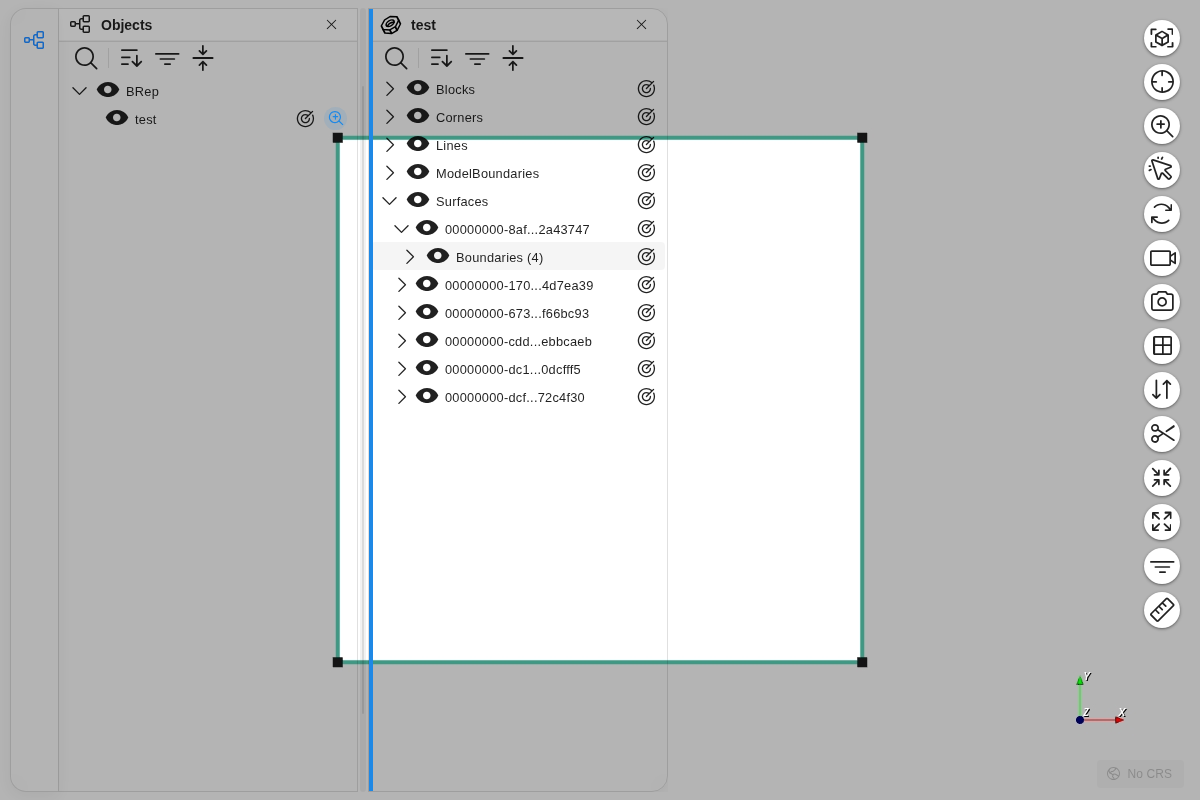 Objects
BRep
test
test
Blocks
Corners
Lines
ModelBoundaries
Surfaces
00000000-8af...2a43747
Boundaries (4)
00000000-170...4d7ea39
00000000-673...f66bc93
00000000-cdd...ebbcaeb
00000000-dc1...0dcfff5
00000000-dcf...72c4f30
Y
Z
X
No CRS